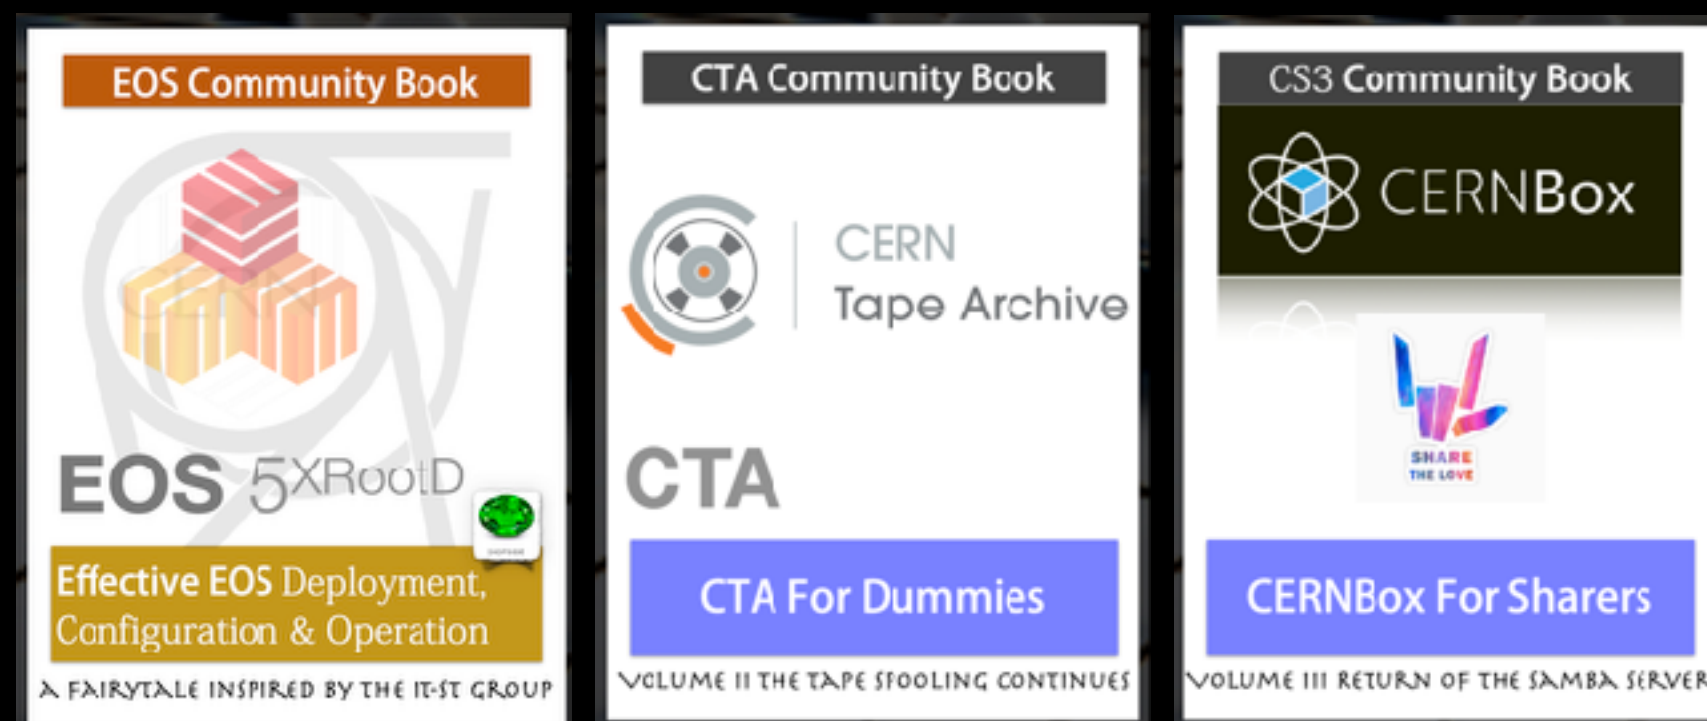 EOS Community Book
CERN
EOS 5XRootD
Effective EOS Deployment,
Configuration & Operation
A FAIRYTALE INSPIRED BY THE IT-ST GROUP
CTA Community Book
CERN
Tape Archive
CTA
CTA For Dummies
VOLUME II THE TAPE SPOOLING CONTINUES
CS3 Community Book
CERNBox
SHARE
THE LOVE
CERNBox For Sharers
VOLUME III RETURN OF THE SAMBA SERVER